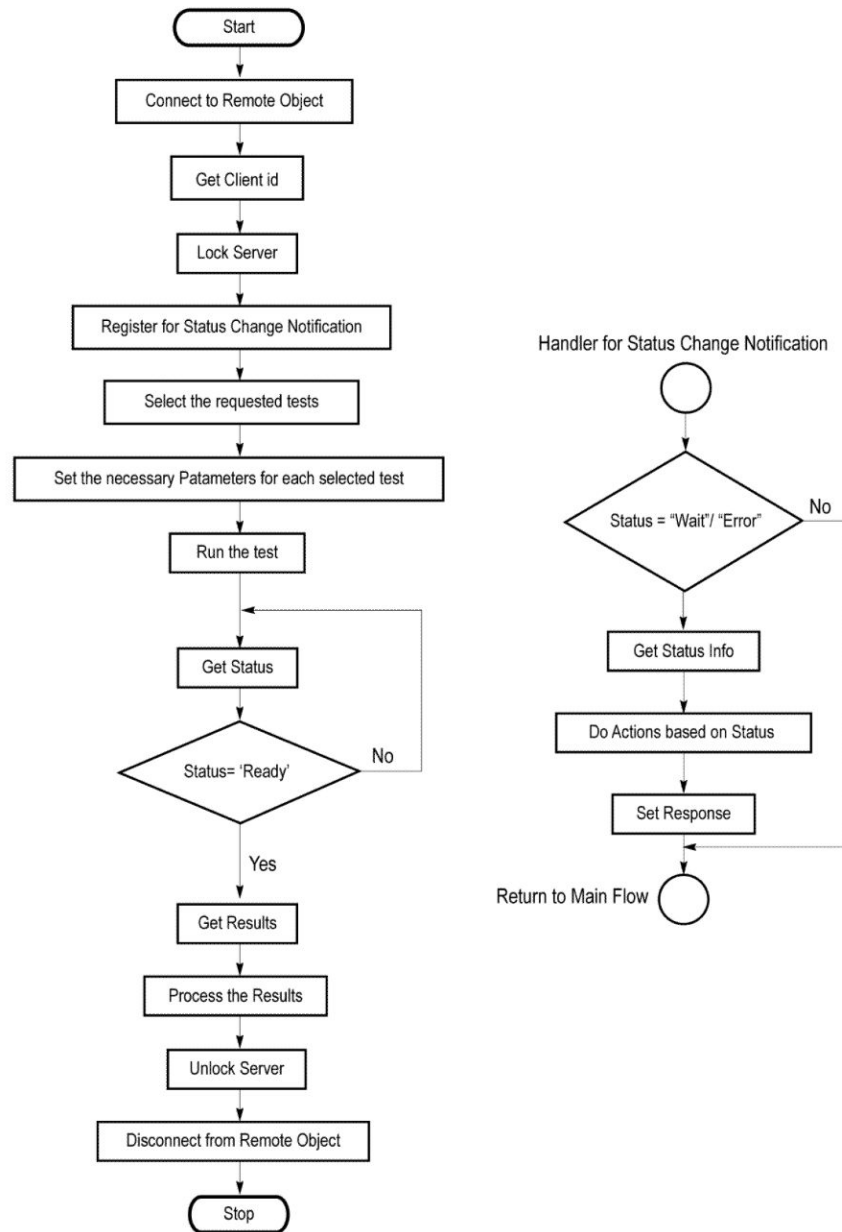 Start
Connect to Remote Object
Get Client id
Lock Server
Register for Status Change Notification
Select the requested tests
Set the necessary Patameters for each selected test
Run the test
Get Status
Status= ‘Ready’
No
Yes
Get Results
Process the Results
Unlock Server
Disconnect from Remote Object
Stop
Handler for Status Change Notification
Status = “Wait”/ “Error”
No
Get Status Info
Do Actions based on Status
Set Response
Return to Main Flow